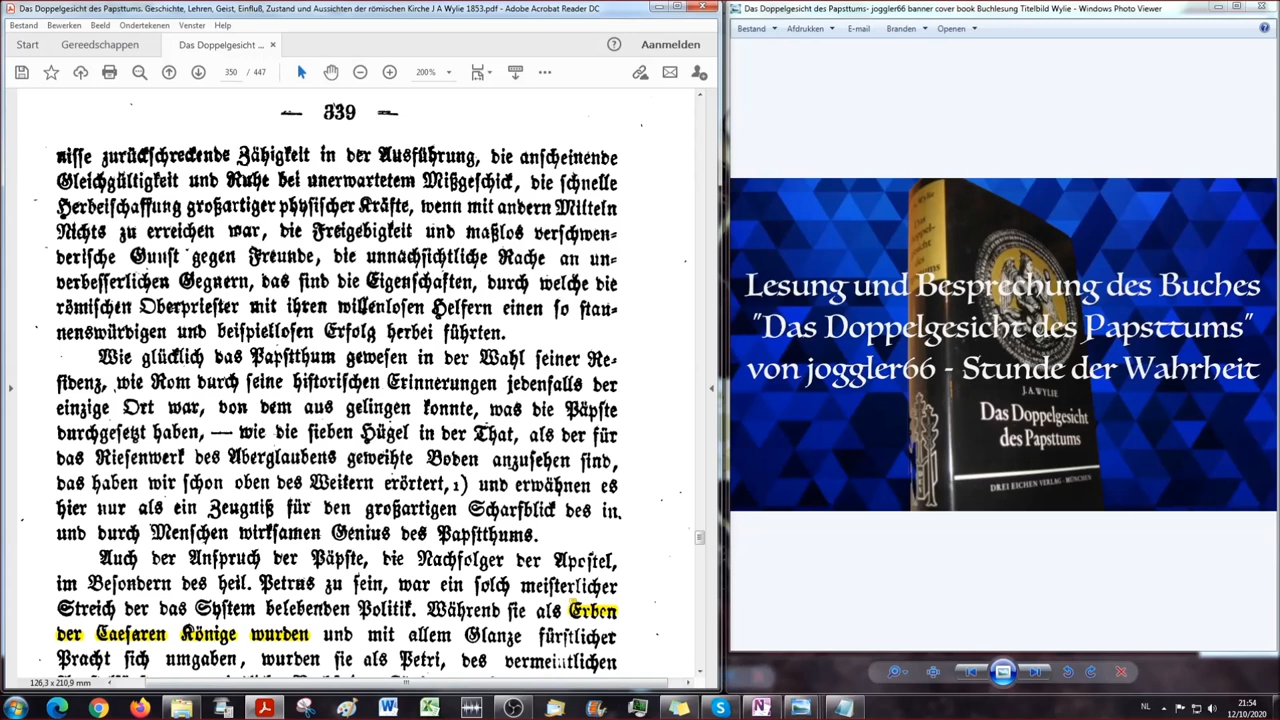 Das Doppelgesicht des Papsttums. Geschichte, Lehren, Geist, Einfluß, Zustand und Aussichten der römischen Kirche J A Wylie 1853.pdf - Adobe Acrobat Reader DC
Bestand Bewerken Beeld Ondertekenen Venster Help
Start Gereedschappen Das Doppelgesicht ... × Anmelden
350 / 447 200%
— 339 —
nisse zurückschreckende Zähigkeit in der Ausführung, die anscheinende
Gleichgültigkeit und Ruhe bei unerwartetem Mißgeschick, die schnelle
Herbeischaffung großartiger physischer Kräfte, wenn mit andern Mitteln
Nichts zu erreichen war, die Freigebigkeit und maßlos verschwen-
derische Gunst gegen Freunde, die unnachsichtliche Rache an un-
verbesserlichen Gegnern, das sind die Eigenschaften, durch welche die
römischen Oberpriester mit ihren willenlosen Helfern einen so stau-
nenswürdigen und beispiellosen Erfolg herbei führten.
Wie glücklich das Papstthum gewesen in der Wahl seiner Re-
sidenz, wie Rom durch seine historischen Erinnerungen jedenfalls der
einzige Ort war, von dem aus gelingen konnte, was die Päpste
durchgesetzt haben, — wie die sieben Hügel in der That, als der für
das Riesenwerk des Aberglaubens geweihte Boden anzusehen sind,
das haben wir schon oben des Weitern erörtert,1) und erwähnen es
hier nur als ein Zeugniß für den großartigen Scharfblick des in.
und durch Menschen wirksamen Genius des Papstthums.
Auch der Anspruch der Päpste, die Nachfolger der Apostel,
im Besondern des heil. Petrus zu sein, war ein solch meisterlicher
Streich der das System belebenden Politik. Während sie als Erben
der Caesaren Könige wurden und mit allem Glanze fürstlicher
Pracht sich umgaben, wurden sie als Petri, des vermeintlichen
126,3 x 210,9 mm
Das Doppelgesicht des Papsttums- joggler66 banner cover book Buchlesung Titelbild Wylie - Windows Photo Viewer
Bestand Afdrukken E-mail Branden Openen
Lesung und Besprechung des Buches
"Das Doppelgesicht des Papsttums"
von joggler66 - Stunde der Wahrheit
J. A. WYLIE
Das Doppelgesicht
des Papsttums
DREI EICHEN VERLAG · MÜNCHEN
NL
21:54
12/10/2020